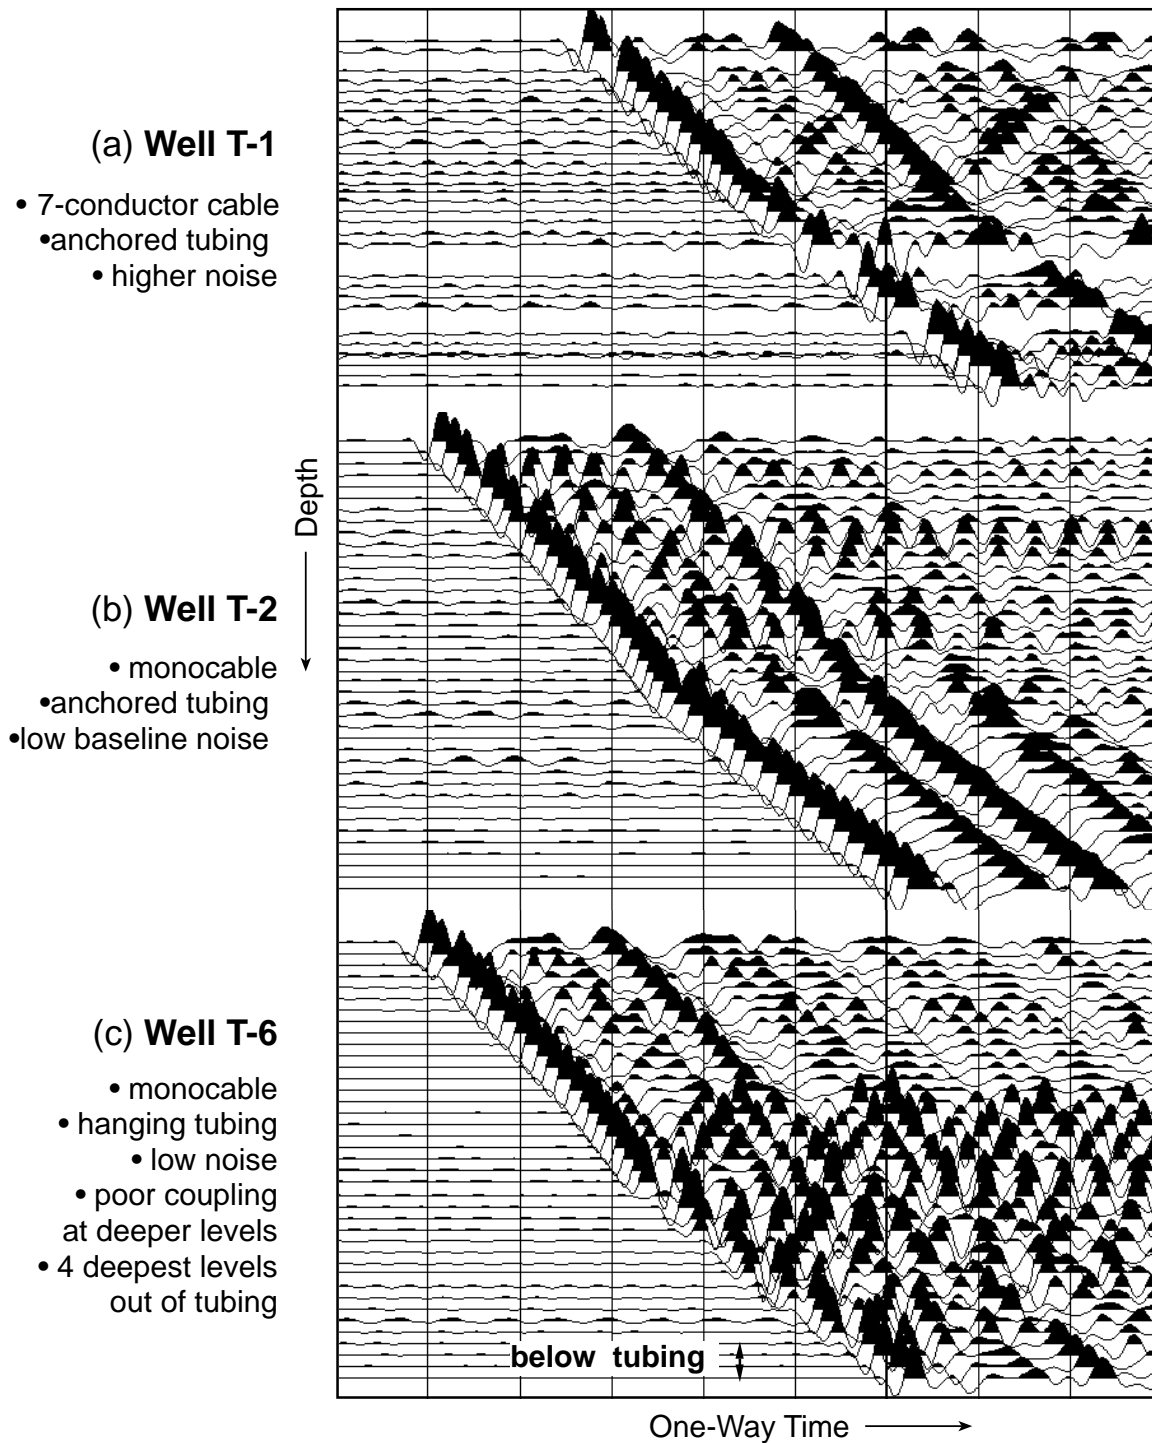 (a) Well T-1
• 7-conductor cable
•anchored tubing
• higher noise
Depth
(b) Well T-2
• monocable
•anchored tubing
•low baseline noise
(c) Well T-6
• monocable
• hanging tubing
• low noise
• poor coupling
at deeper levels
• 4 deepest levels
out of tubing
below tubing
One-Way Time